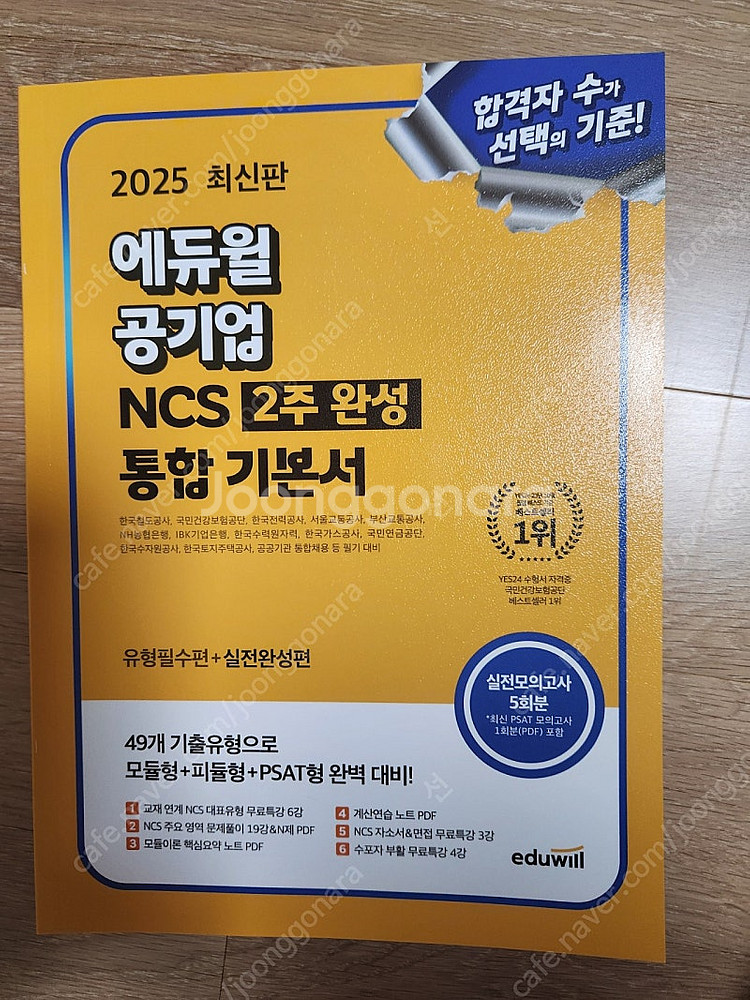 합격자 수가
선택의 기준!
2025 최신판
에듀윌
공기업
NCS 2주 완성
통합 기본서
한국철도공사, 국민건강보험공단, 한국전력공사, 서울교통공사, 부산교통공사,
NH농협은행, IBK기업은행, 한국수력원자력, 한국가스공사, 국민연금공단,
한국수자원공사, 한국토지주택공사, 공공기관 통합채용 등 필기 대비
베스트셀러
1위
YES24 수험서 자격증
국민건강보험공단
베스트셀러 1위
유형필수편+실전완성편
실전모의고사
5회분
*최신 PSAT 모의고사
1회분(PDF) 포함
49개 기출유형으로
모듈형+피듈형+PSAT형 완벽 대비!
1 교재 연계 NCS 대표유형 무료특강 6강
2 NCS 주요 영역 문제풀이 19강&N제 PDF
3 모듈이론 핵심요약 노트 PDF
4 계산연습 노트 PDF
5 NCS 자소서&면접 무료특강 3강
6 수포자 부활 무료특강 4강
eduwill
Joonggonara
cafe.naver.com/joonggonara